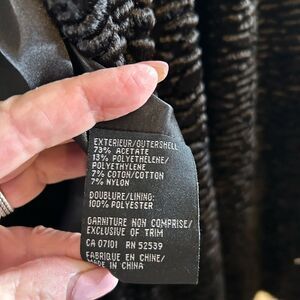 EXTERIEUR/OUTERSHELL:
73% ACETATE
13% POLYETHELENE/
POLYETHYLENE
7% COTON/COTTON
7% NYLON
DOUBLURE/LINING:
100% POLYESTER
GARNITURE NON COMPRISE/
EXCLUSIVE OF TRIM
CA 07101 RN 52539
FABRIQUE EN CHINE/
MADE IN CHINA